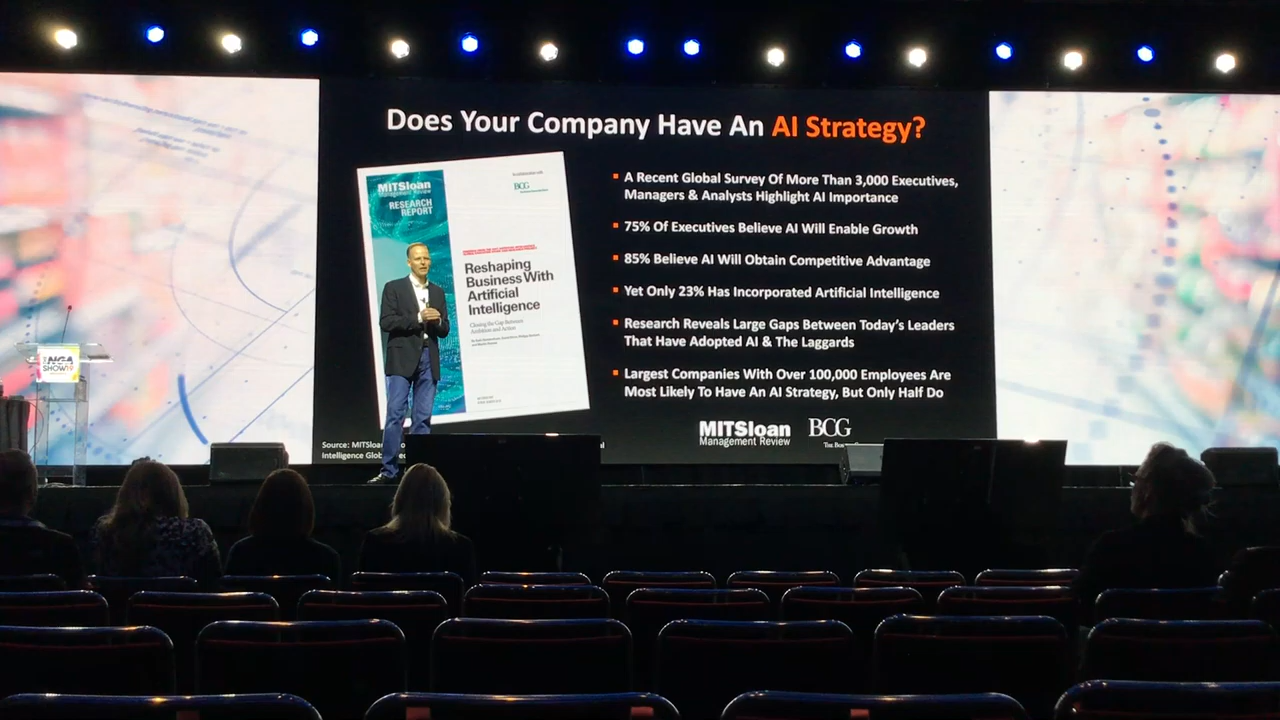 Does Your Company Have An AI Strategy?
MITSloan
Management Review
RESEARCH
REPORT
BCG
Reshaping
Business With
Artificial
Intelligence
Closing the Gap Between
Ambition and Action
A Recent Global Survey Of More Than 3,000 Executives,
Managers & Analysts Highlight AI Importance
75% Of Executives Believe AI Will Enable Growth
85% Believe AI Will Obtain Competitive Advantage
Yet Only 23% Has Incorporated Artificial Intelligence
Research Reveals Large Gaps Between Today's Leaders
That Have Adopted AI & The Laggards
Largest Companies With Over 100,000 Employees Are
Most Likely To Have An AI Strategy, But Only Half Do
MITSloan
Management Review
BCG
Source: MITSloan
Intelligence Glob
NGA
SHOW19